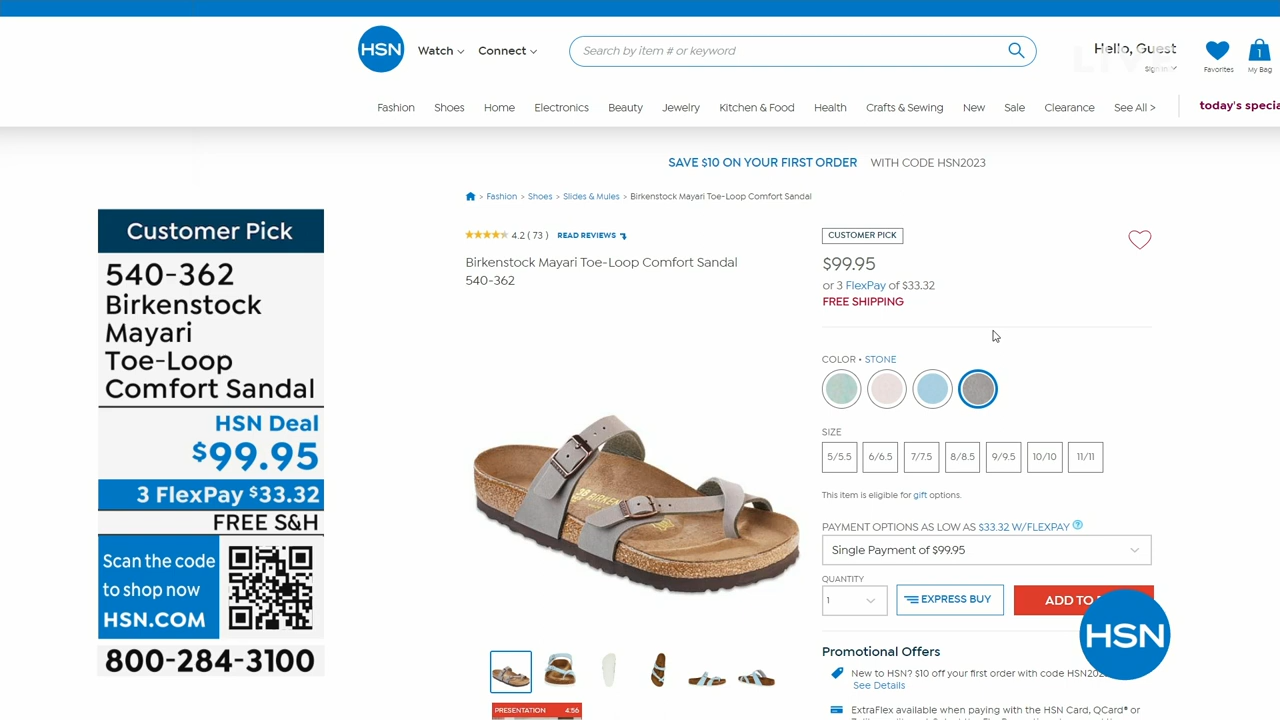 HSN
Watch
Connect
Search by item # or keyword
LIVE
Hello, Guest
Sign In
Favorites
1
My Bag
Fashion
Shoes
Home
Electronics
Beauty
Jewelry
Kitchen & Food
Health
Crafts & Sewing
New
Sale
Clearance
See All >
today's specia
SAVE $10 ON YOUR FIRST ORDER WITH CODE HSN2023
> Fashion > Shoes > Slides & Mules > Birkenstock Mayari Toe-Loop Comfort Sandal
4.2 ( 73 ) READ REVIEWS
Birkenstock Mayari Toe-Loop Comfort Sandal
540-362
CUSTOMER PICK
$99.95
or 3 FlexPay of $33.32
FREE SHIPPING
COLOR • STONE
SIZE
5/5.5
6/6.5
7/7.5
8/8.5
9/9.5
10/10
11/11
This item is eligible for gift options.
PAYMENT OPTIONS AS LOW AS $33.32 W/FLEXPAY ?
Single Payment of $99.95
QUANTITY
1
EXPRESS BUY
ADD TO
HSN
Promotional Offers
New to HSN? $10 off your first order with code HSN202
See Details
ExtraFlex available when paying with the HSN Card, QCard® or
PRESENTATION 4:56
Customer Pick
540-362
Birkenstock
Mayari
Toe-Loop
Comfort Sandal
HSN Deal
$99.95
3 FlexPay $33.32
FREE S&H
Scan the code
to shop now
HSN.COM
800-284-3100